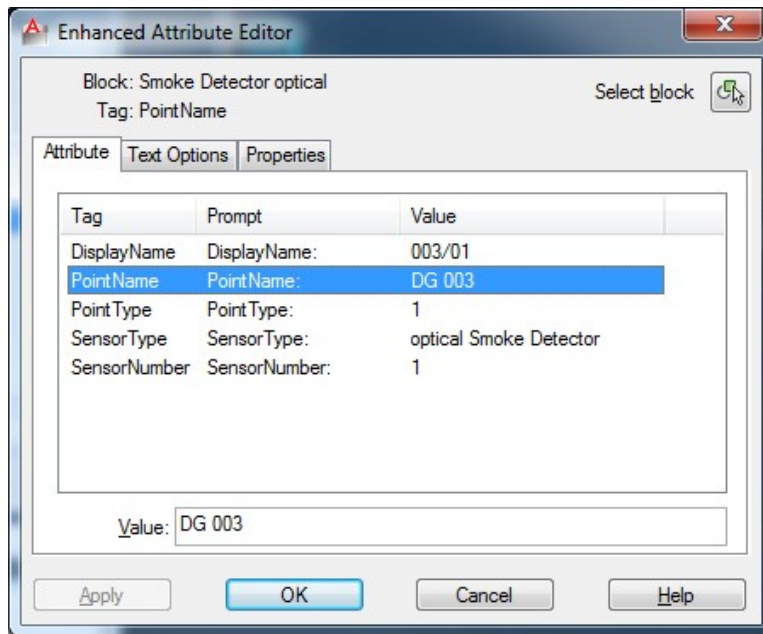 Enhanced Attribute Editor
Block: Smoke Detector optical
Select block
Tag: PointName
Attribute Text Options Properties
Tag Prompt Value
DisplayName DisplayName: 003/01
PointName PointName: DG 003
PointType PointType: 1
SensorType SensorType: optical Smoke Detector
SensorNumber SensorNumber: 1
Value: DG 003
Apply OK Cancel Help